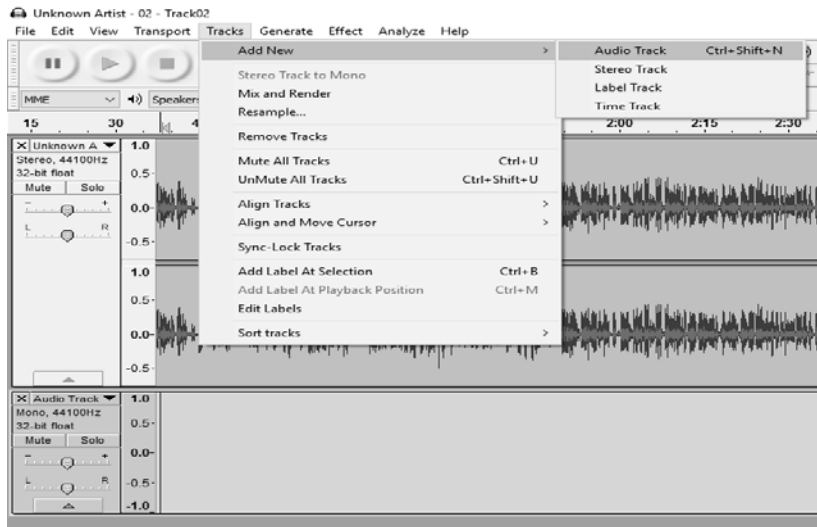 Unknown Artist - 02 - Track02
File Edit View Transport Tracks Generate Effect Analyze Help
Add New > Audio Track Ctrl+Shift+N
Stereo Track
Label Track
Time Track
Stereo Track to Mono
Mix and Render
Resample...
Remove Tracks
Mute All Tracks Ctrl+U
UnMute All Tracks Ctrl+Shift+U
Align Tracks >
Align and Move Cursor >
Sync-Lock Tracks
Add Label At Selection Ctrl+B
Add Label At Playback Position Ctrl+M
Edit Labels
Sort tracks >
MME Speaker
15 30 4 2:00 2:15 2:30
X Unknown A 1.0
Stereo, 44100Hz
32-bit float 0.5
Mute Solo
- + 0.0
L R
-0.5
1.0
0.5
0.0
-0.5
X Audio Track 1.0
Mono, 44100Hz
32-bit float 0.5
Mute Solo
- + 0.0
L R -0.5
-1.0